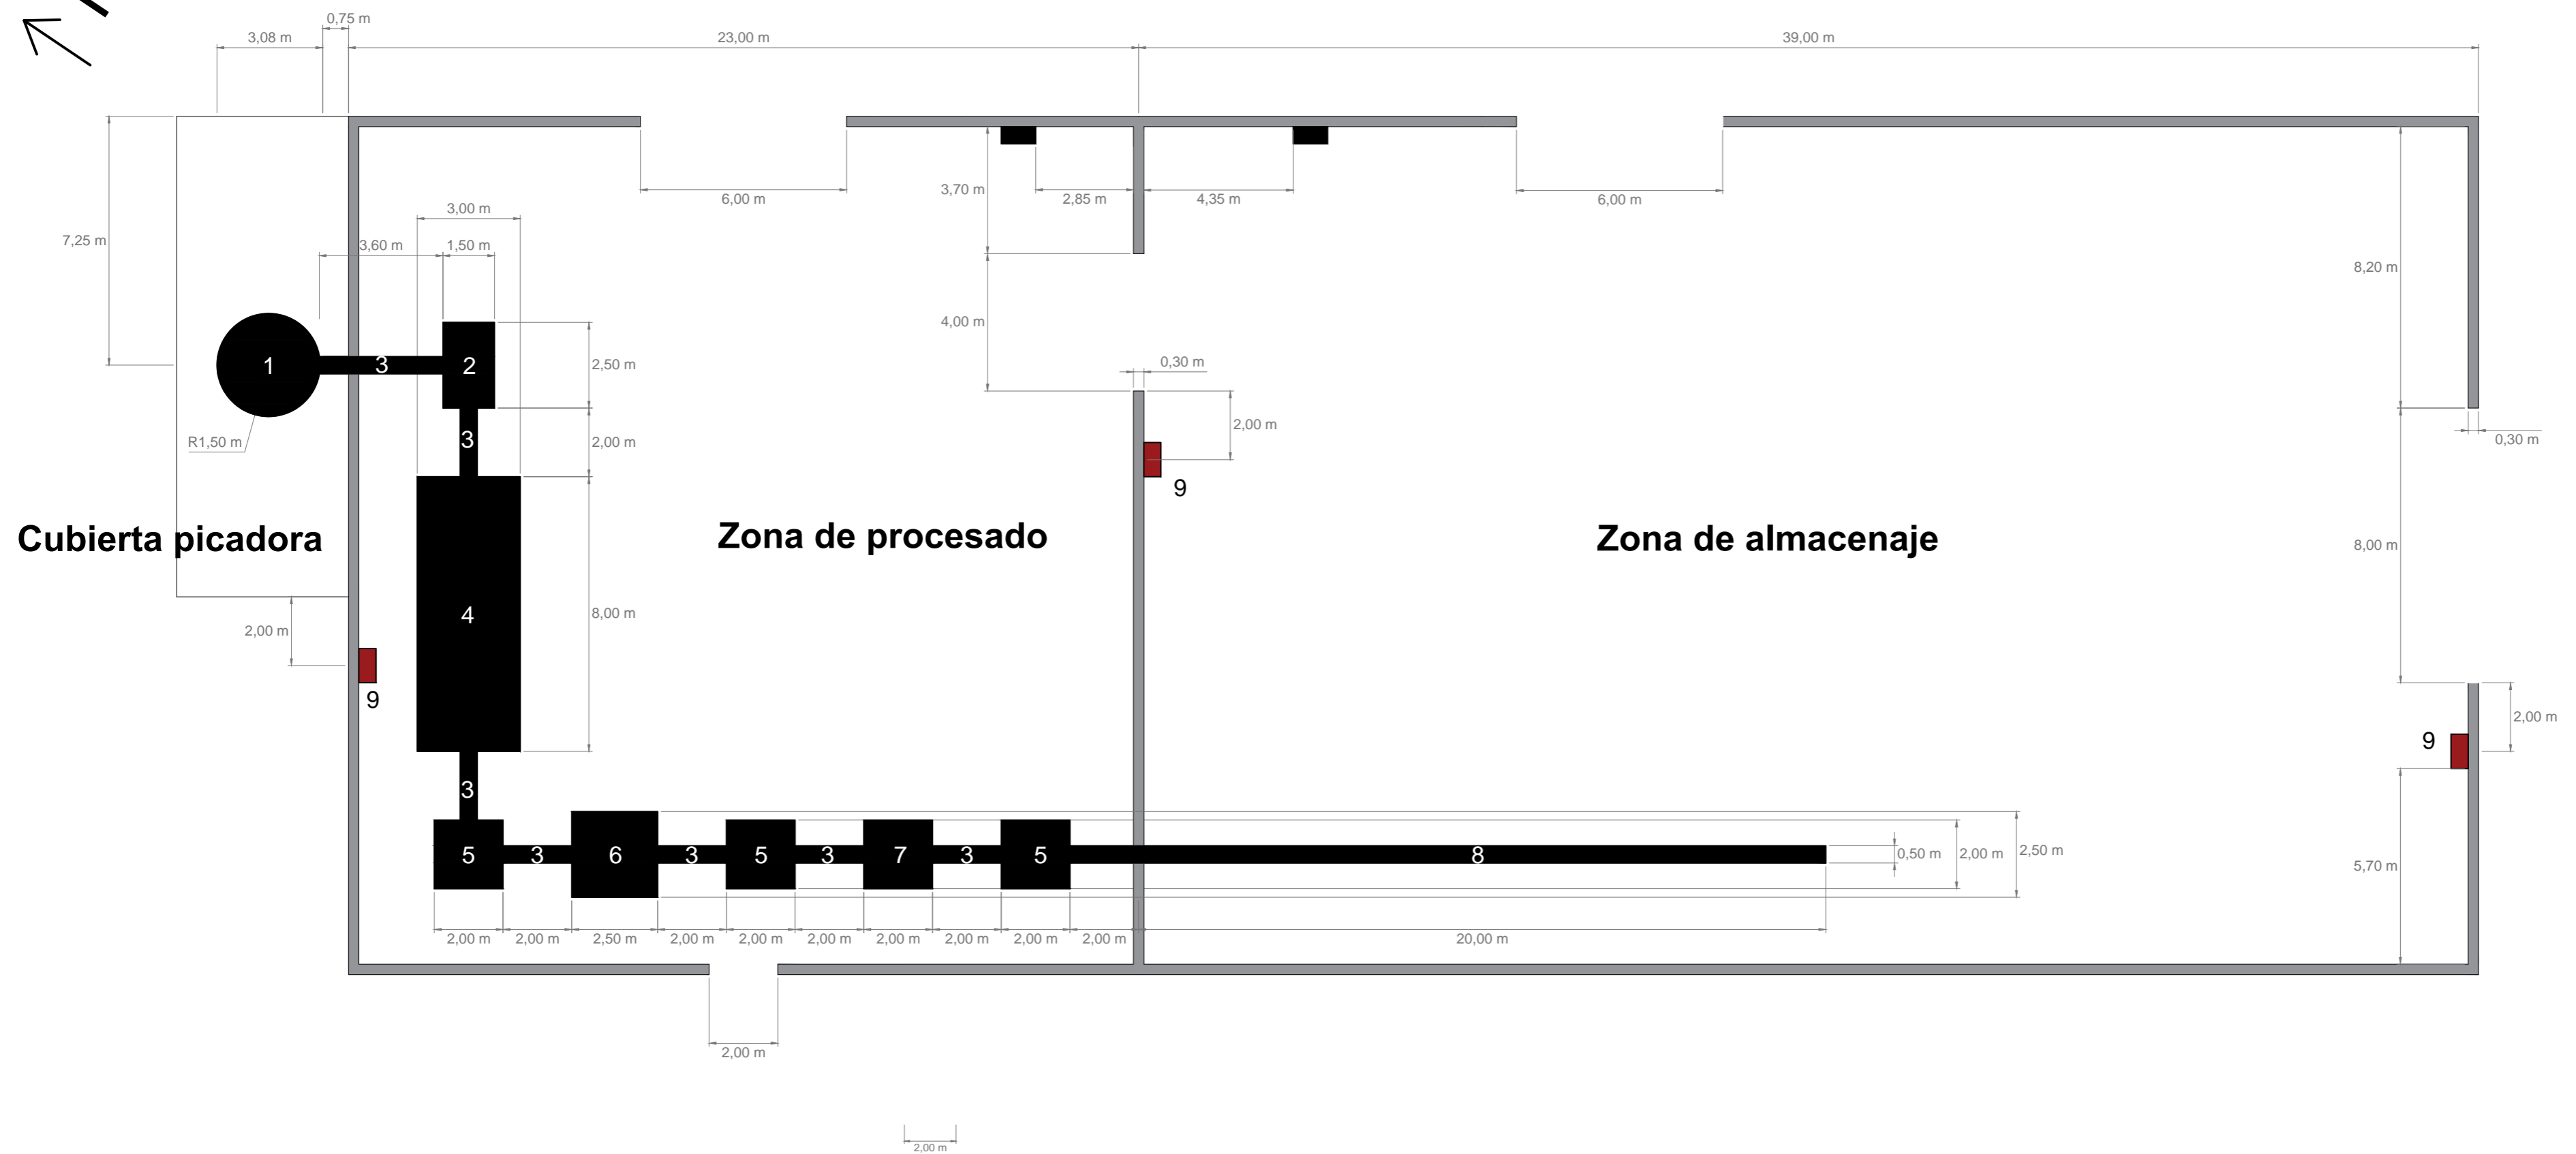 0,75 m
3,08 m
23,00 m
39,00 m
7,25 m
6,00 m
3,70 m
2,85 m
4,35 m
6,00 m
3,00 m
3,60 m
1,50 m
8,20 m
4,00 m
1
3
2
2,50 m
0,30 m
R1,50 m
3
2,00 m
2,00 m
0,30 m
9
Cubierta picadora
Zona de procesado
Zona de almacenaje
8,00 m
4
8,00 m
2,00 m
9
2,00 m
9
3
5
3
6
3
5
3
7
3
5
8
0,50 m
2,00 m
2,50 m
5,70 m
2,00 m
2,00 m
2,50 m
2,00 m
2,00 m
2,00 m
2,00 m
2,00 m
2,00 m
2,00 m
20,00 m
2,00 m
2,00 m